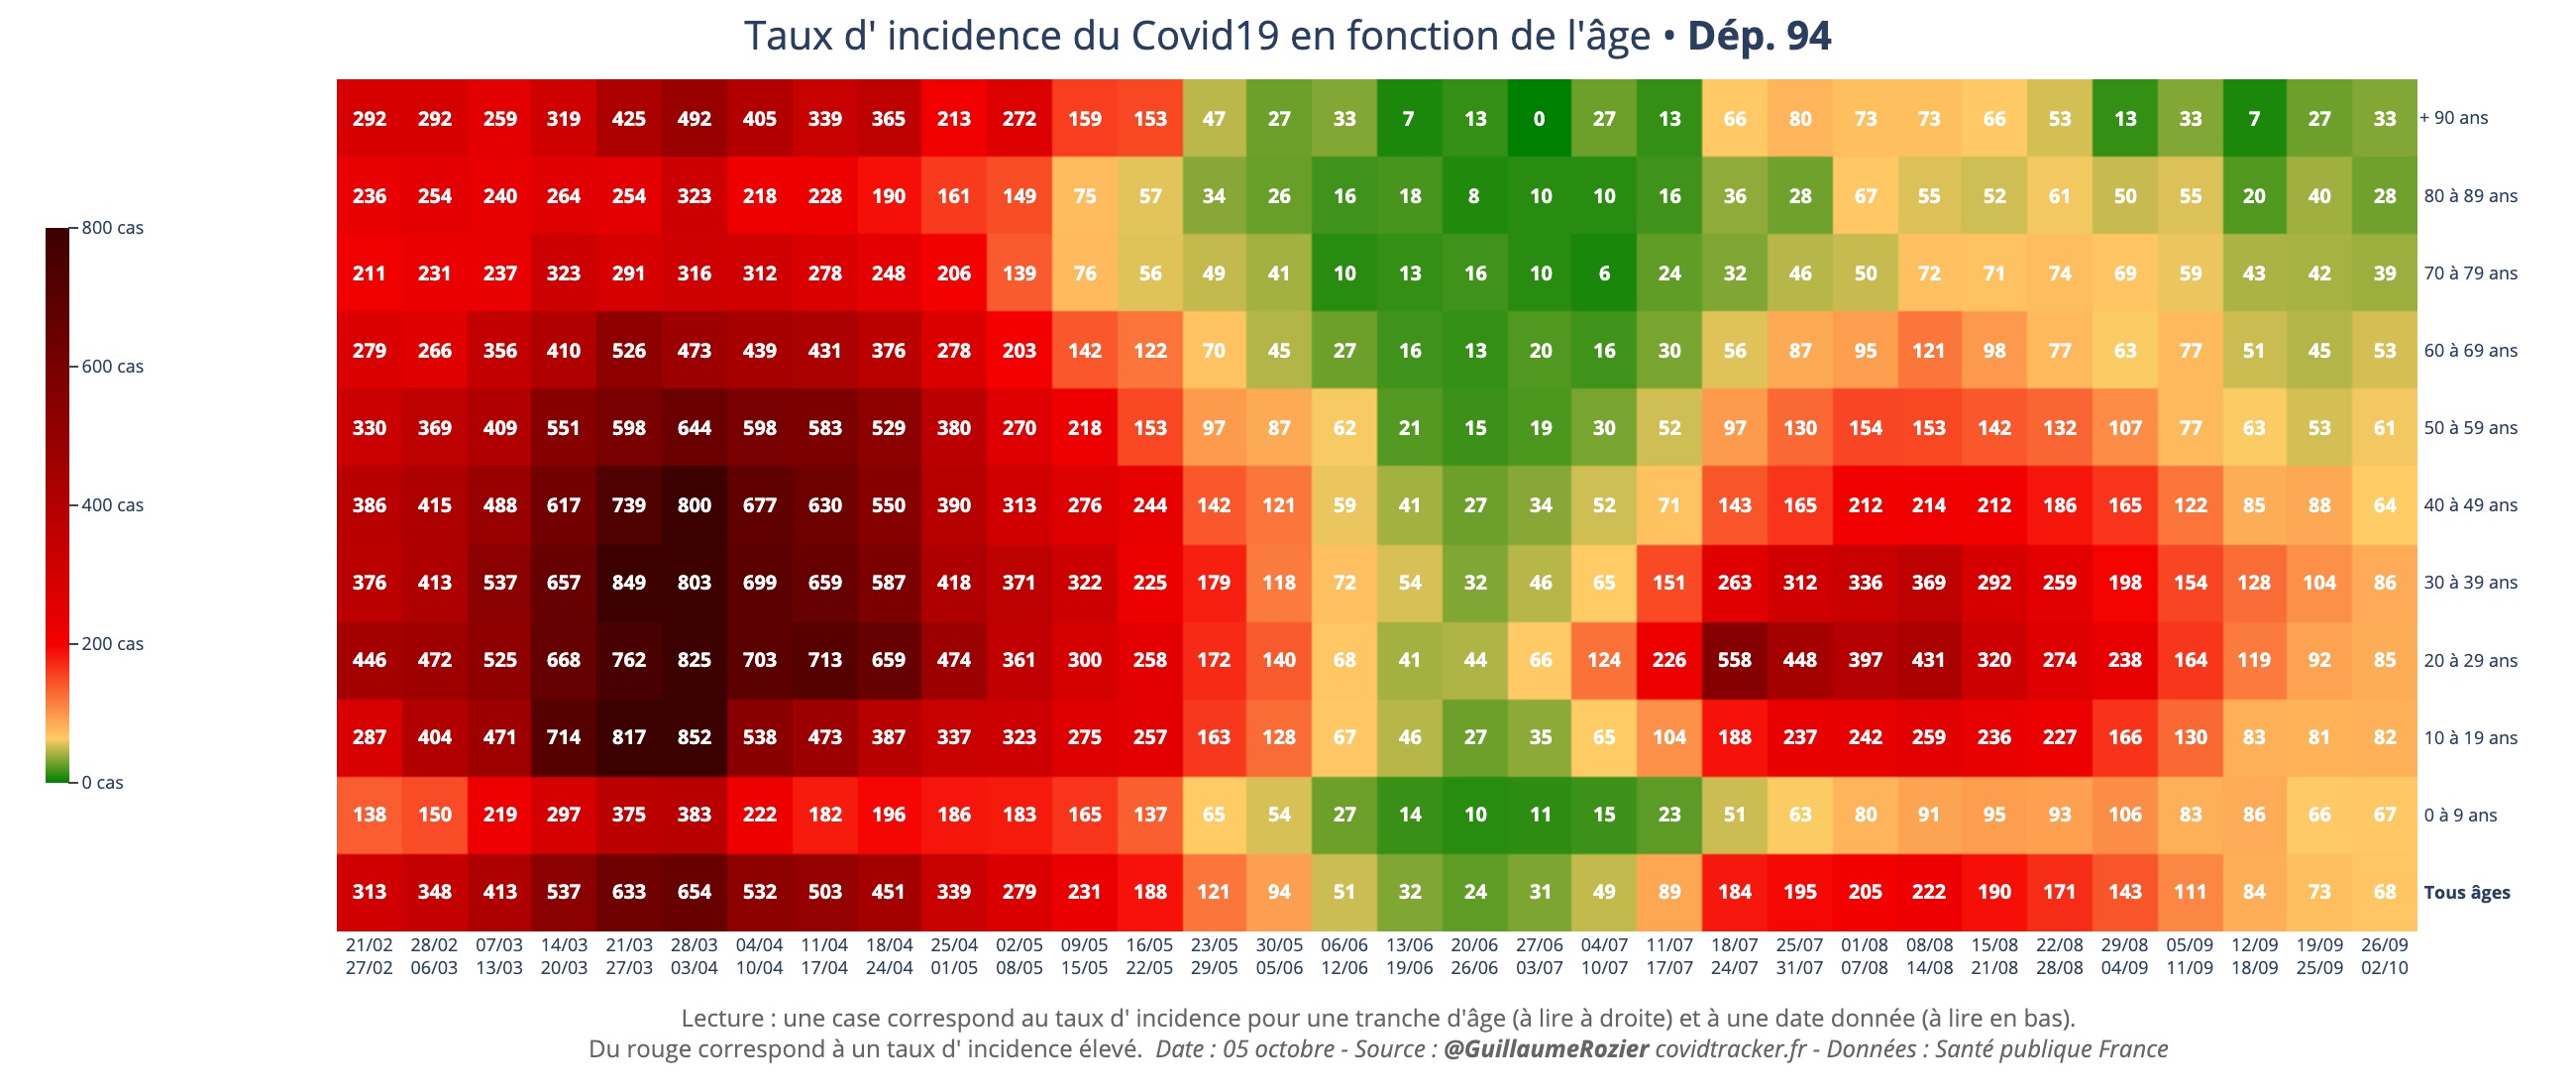 Taux d' incidence du Covid19 en fonction de l'âge • Dép. 94
800 cas
600 cas
400 cas
200 cas
0 cas
292 292 259 319 425 492 405 339 365 213 272 159 153 47 27 33 7 13 0 27 13 66 80 73 73 66 53 13 33 7 27 33 + 90 ans
236 254 240 264 254 323 218 228 190 161 149 75 57 34 26 16 18 8 10 10 16 36 28 67 55 52 61 50 55 20 40 28 80 à 89 ans
211 231 237 323 291 316 312 278 248 206 139 76 56 49 41 10 13 16 10 6 24 32 46 50 72 71 74 69 59 43 42 39 70 à 79 ans
279 266 356 410 526 473 439 431 376 278 203 142 122 70 45 27 16 13 20 16 30 56 87 95 121 98 77 63 77 51 45 53 60 à 69 ans
330 369 409 551 598 644 598 583 529 380 270 218 153 97 87 62 21 15 19 30 52 97 130 154 153 142 132 107 77 63 53 61 50 à 59 ans
386 415 488 617 739 800 677 630 550 390 313 276 244 142 121 59 41 27 34 52 71 143 165 212 214 212 186 165 122 85 88 64 40 à 49 ans
376 413 537 657 849 803 699 659 587 418 371 322 225 179 118 72 54 32 46 65 151 263 312 336 369 292 259 198 154 128 104 86 30 à 39 ans
446 472 525 668 762 825 703 713 659 474 361 300 258 172 140 68 41 44 66 124 226 558 448 397 431 320 274 238 164 119 92 85 20 à 29 ans
287 404 471 714 817 852 538 473 387 337 323 275 257 163 128 67 46 27 35 65 104 188 237 242 259 236 227 166 130 83 81 82 10 à 19 ans
138 150 219 297 375 383 222 182 196 186 183 165 137 65 54 27 14 10 11 15 23 51 63 80 91 95 93 106 83 86 66 67 0 à 9 ans
313 348 413 537 633 654 532 503 451 339 279 231 188 121 94 51 32 24 31 49 89 184 195 205 222 190 171 143 111 84 73 68 Tous âges
21/02 28/02 07/03 14/03 21/03 28/03 04/04 11/04 18/04 25/04 02/05 09/05 16/05 23/05 30/05 06/06 13/06 20/06 27/06 04/07 11/07 18/07 25/07 01/08 08/08 15/08 22/08 29/08 05/09 12/09 19/09 26/09
27/02 06/03 13/03 20/03 27/03 03/04 10/04 17/04 24/04 01/05 08/05 15/05 22/05 29/05 05/06 12/06 19/06 26/06 03/07 10/07 17/07 24/07 31/07 07/08 14/08 21/08 28/08 04/09 11/09 18/09 25/09 02/10
Lecture : une case correspond au taux d' incidence pour une tranche d'âge (à lire à droite) et à une date donnée (à lire en bas).
Du rouge correspond à un taux d' incidence élevé. Date : 05 octobre - Source : @GuillaumeRozier covidtracker.fr - Données : Santé publique France